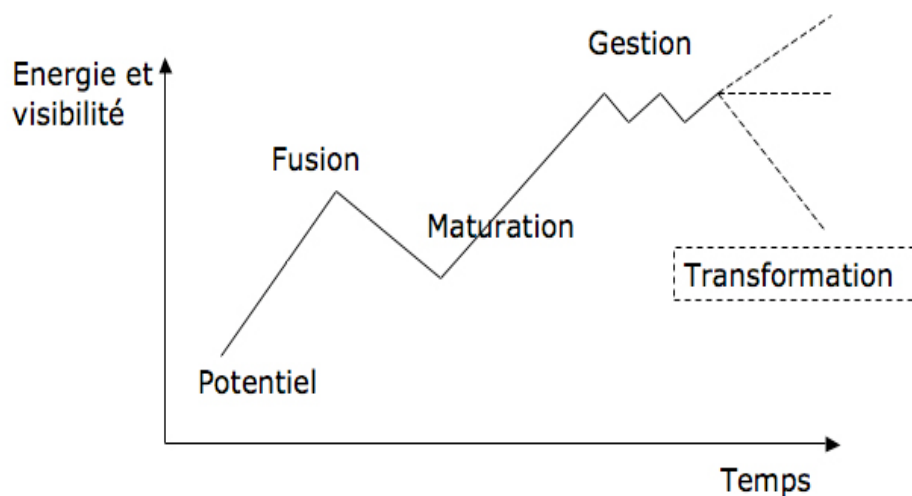 Gestion
Energie et
visibilité
Fusion
Maturation
Transformation
Potentiel
Temps